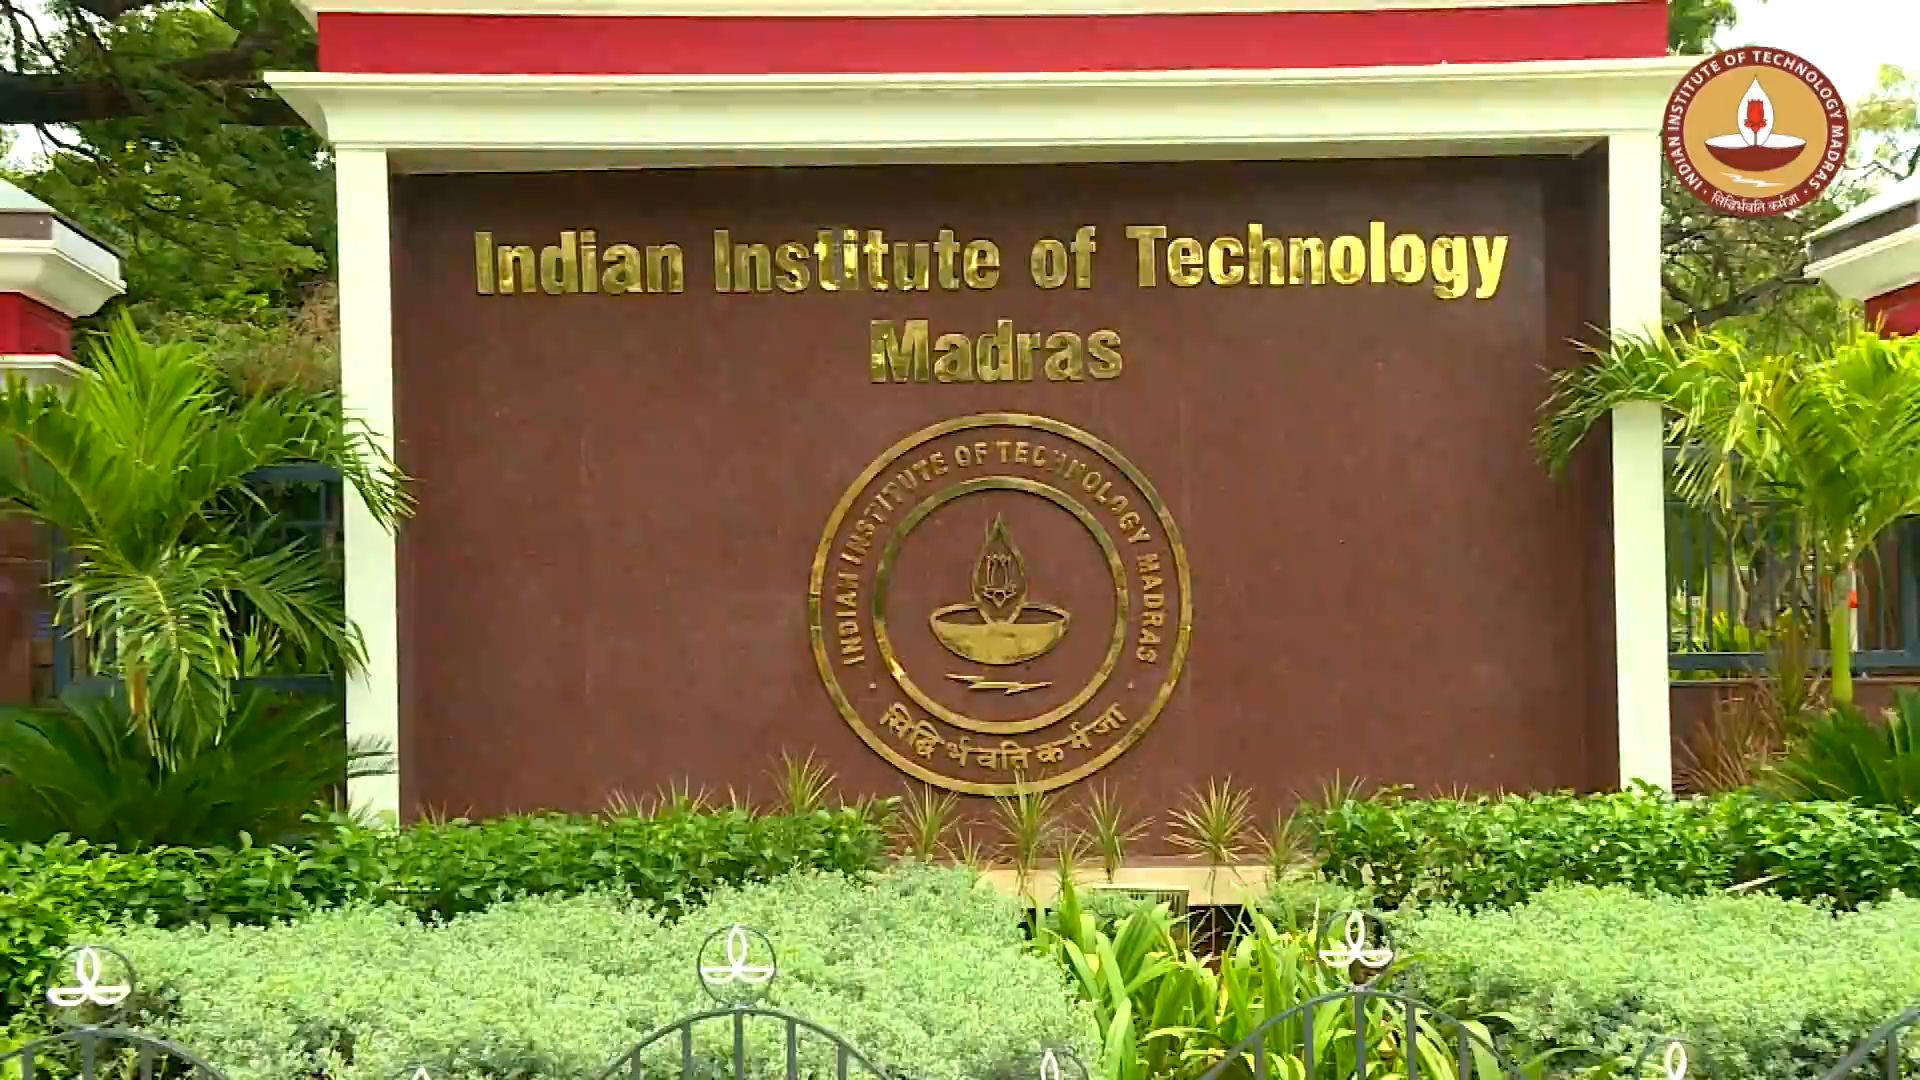 Indian Institute of Technology
Madras
INDIAN INSTITUTE OF TECHNOLOGY MADRAS
सिद्धिर्भवति कर्मजा
INDIAN INSTITUTE OF TECHNOLOGY MADRAS
सिद्धिर्भवति कर्मजा